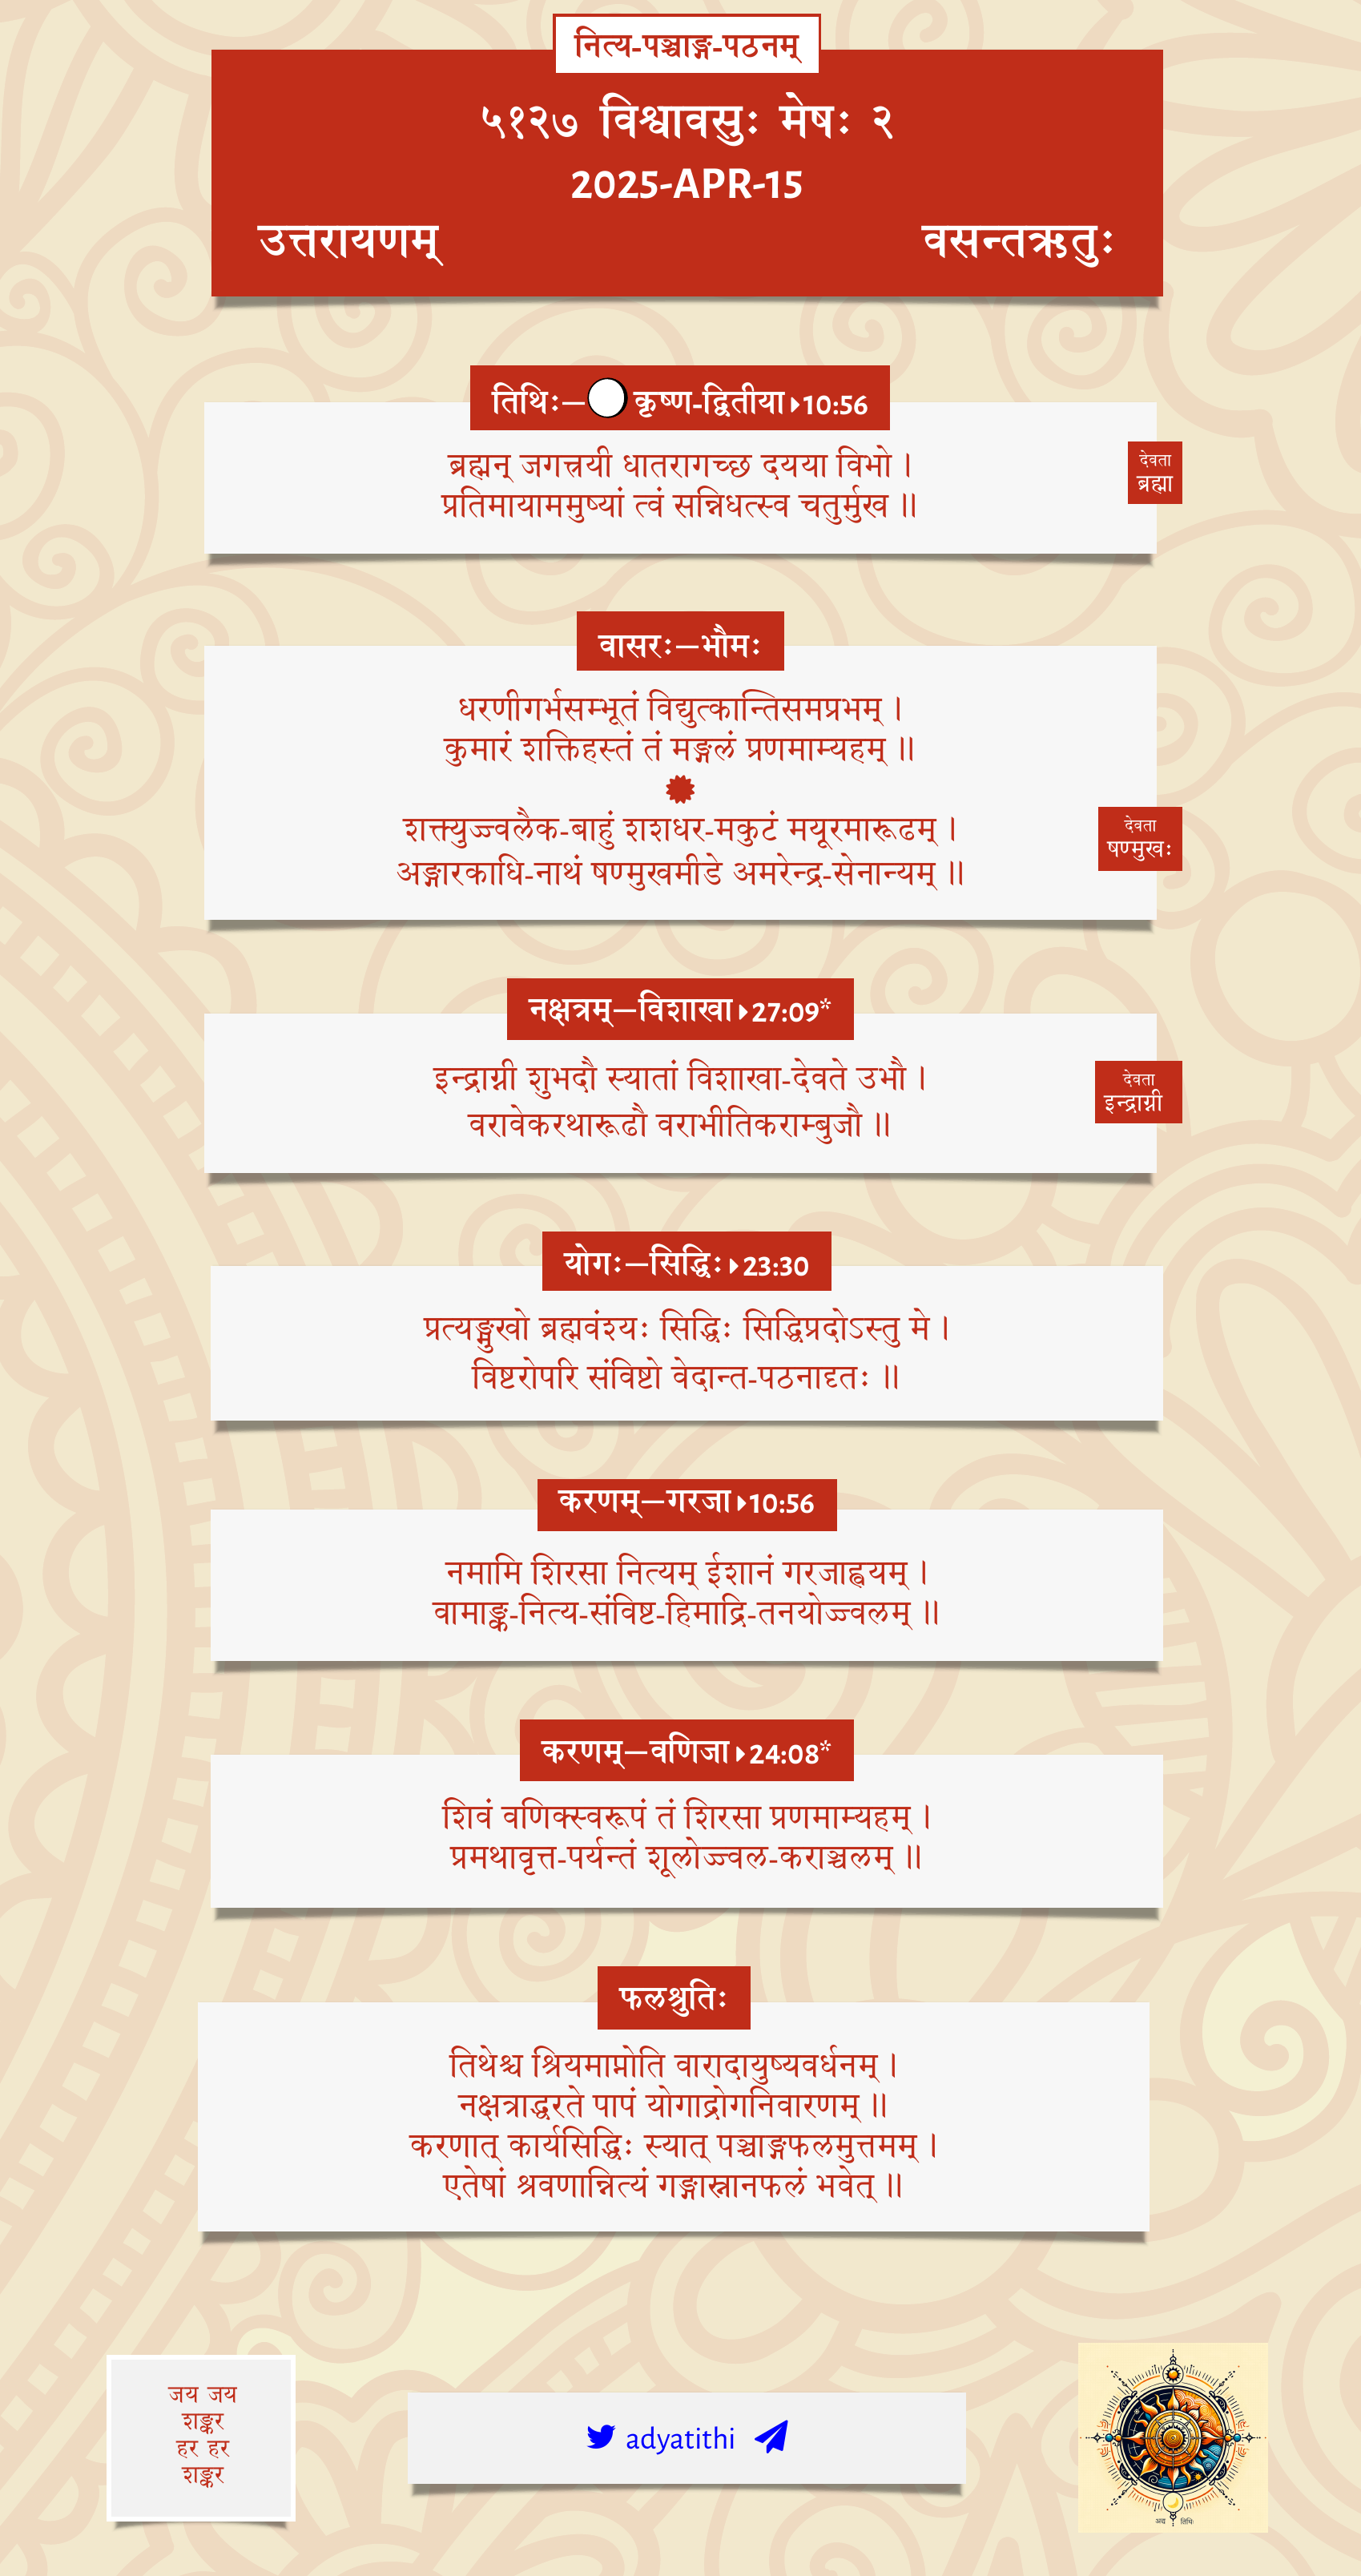 नित्य-पञ्चाङ्ग-पठनम्
५१२७ विश्वावसुः मेषः २
2025-APR-15
उत्तरायणम् वसन्तऋतुः
तिथिः—कृष्ण-द्वितीया 10:56
ब्रह्मन् जगत्त्रयी धातरागच्छ दयया विभो ।
प्रतिमायाममुष्यां त्वं सन्निधत्स्व चतुर्मुख ॥
देवता
ब्रह्मा
वासरः—भौमः
धरणीगर्भसम्भूतं विद्युत्कान्तिसमप्रभम् ।
कुमारं शक्तिहस्तं तं मङ्गलं प्रणमाम्यहम् ॥
शक्त्युज्ज्वलैक-बाहुं शशधर-मकुटं मयूरमारूढम् ।
अङ्गारकाधि-नाथं षण्मुखमीडे अमरेन्द्र-सेनान्यम् ॥
देवता
षण्मुखः
नक्षत्रम्—विशाखा 27:09*
इन्द्राग्नी शुभदौ स्यातां विशाखा-देवते उभौ ।
वरावेकरथारूढौ वराभीतिकराम्बुजौ ॥
देवता
इन्द्राग्नी
योगः—सिद्धिः 23:30
प्रत्यङ्मुखो ब्रह्मवंश्यः सिद्धिः सिद्धिप्रदोऽस्तु मे ।
विष्टरोपरि संविष्टो वेदान्त-पठनादृतः ॥
करणम्—गरजा 10:56
नमामि शिरसा नित्यम् ईशानं गरजाह्वयम् ।
वामाङ्क-नित्य-संविष्ट-हिमाद्रि-तनयोज्ज्वलम् ॥
करणम्—वणिजा 24:08*
शिवं वणिक्स्वरूपं तं शिरसा प्रणमाम्यहम् ।
प्रमथावृत्त-पर्यन्तं शूलोज्ज्वल-कराञ्चलम् ॥
फलश्रुतिः
तिथेश्च श्रियमाप्नोति वारादायुष्यवर्धनम् ।
नक्षत्राद्धरते पापं योगाद्रोगनिवारणम् ॥
करणात् कार्यसिद्धिः स्यात् पञ्चाङ्गफलमुत्तमम् ।
एतेषां श्रवणान्नित्यं गङ्गास्नानफलं भवेत् ॥
जय जय
शङ्कर
हर हर
शङ्कर
adyatithi
अद्य तिथिः